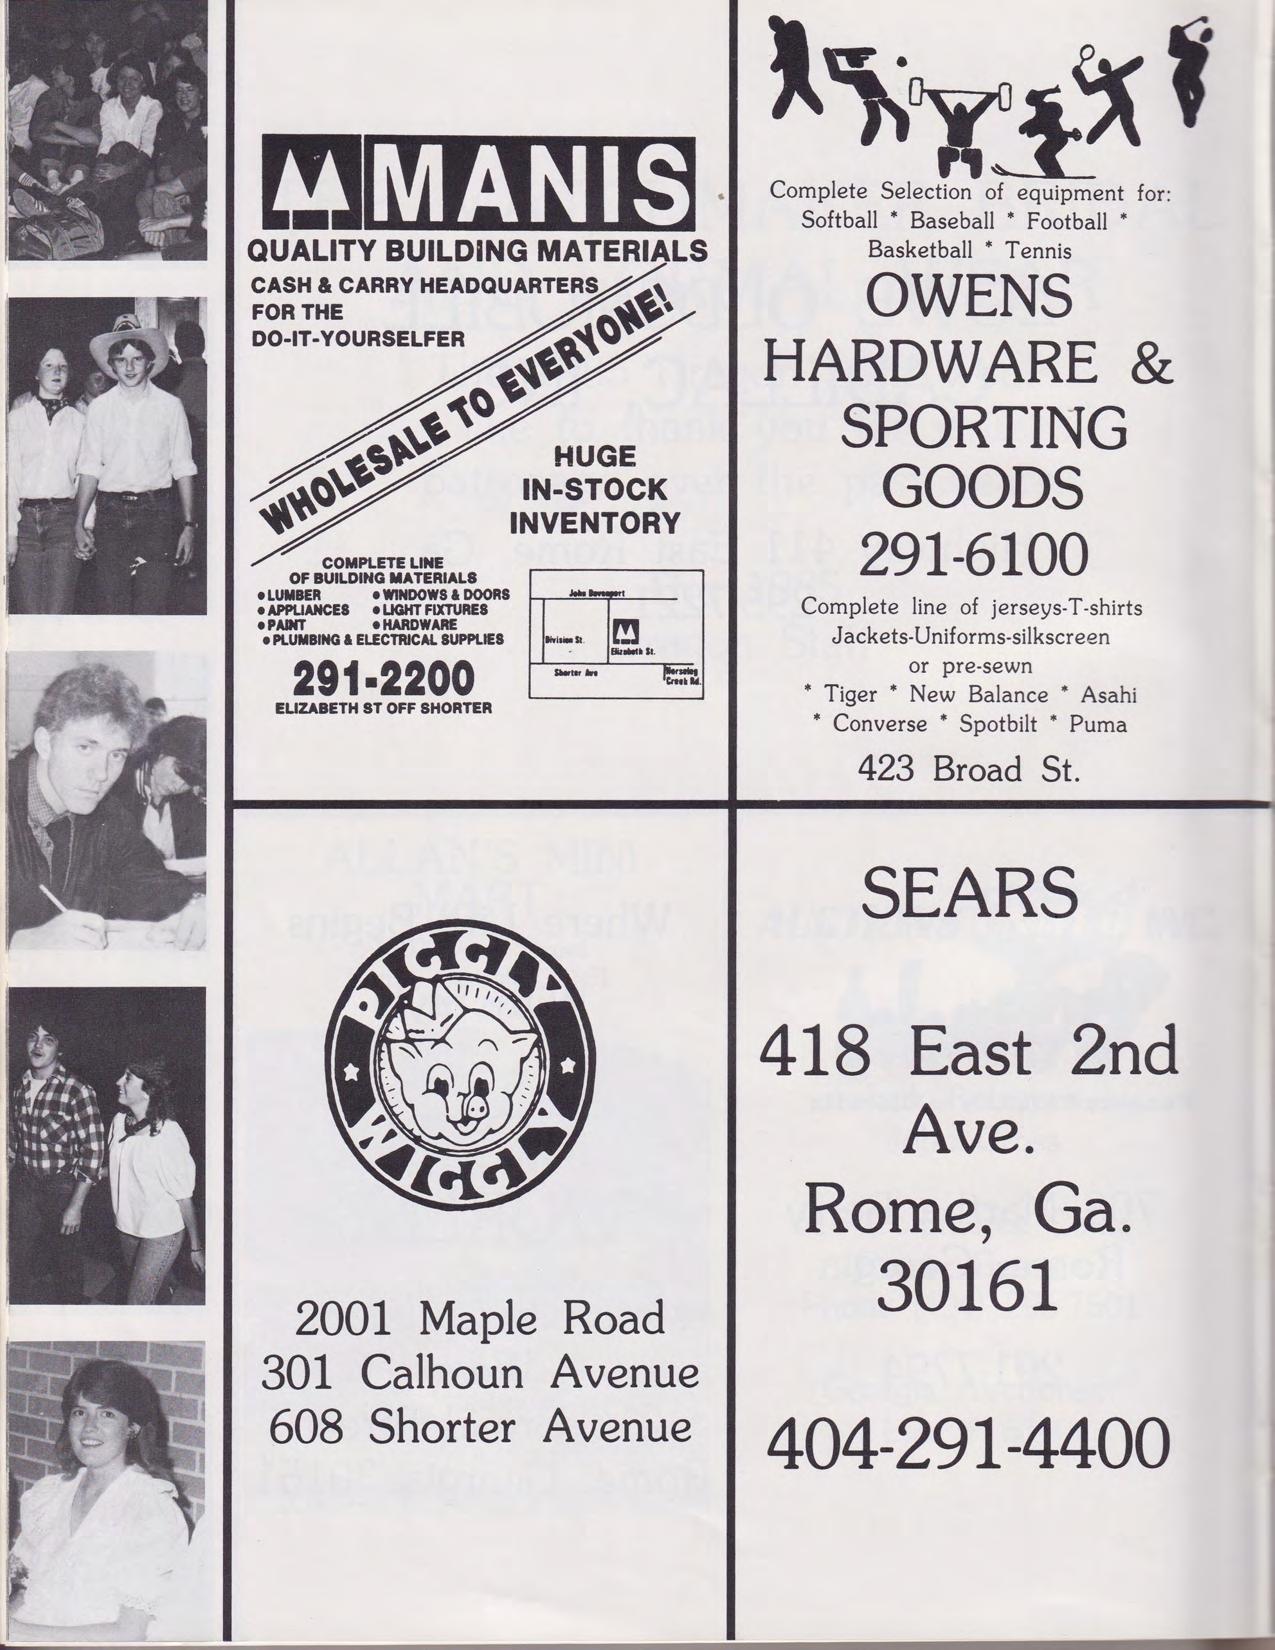 MANIS
QUALITY BUILDING MATERIALS
CASH & CARRY HEADQUARTERS
FOR THE
DO-IT-YOURSELFER
WHOLESALE TO EVERYONE!
HUGE
IN-STOCK
INVENTORY
COMPLETE LINE
OF BUILDING MATERIALS
• LUMBER • WINDOWS & DOORS
• APPLIANCES • LIGHT FIXTURES
• PAINT • HARDWARE
• PLUMBING & ELECTRICAL SUPPLIES
291-2200
ELIZABETH ST OFF SHORTER
John Davenport
Division St.
Elizabeth St.
Shorter Ave
Horseleg
Creek Rd.
Complete Selection of equipment for:
Softball * Baseball * Football *
Basketball * Tennis
OWENS
HARDWARE &
SPORTING
GOODS
291-6100
Complete line of jerseys-T-shirts
Jackets-Uniforms-silkscreen
or pre-sewn
* Tiger * New Balance * Asahi
* Converse * Spotbilt * Puma
423 Broad St.
PIGGLY
WIGGLY
2001 Maple Road
301 Calhoun Avenue
608 Shorter Avenue
SEARS
418 East 2nd
Ave.
Rome, Ga.
30161
404-291-4400